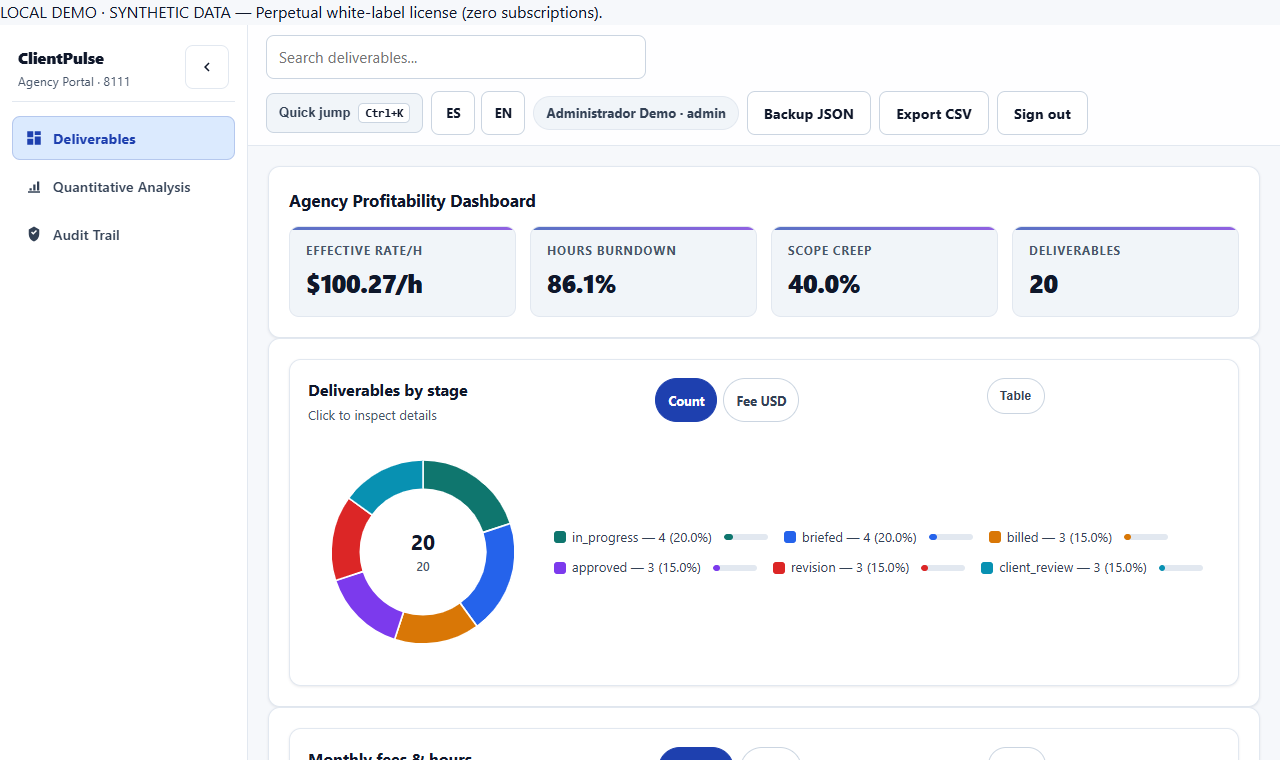 LOCAL DEMO · SYNTHETIC DATA — Perpetual white-label license (zero subscriptions).
ClientPulse
Agency Portal · 8111
Deliverables
Quantitative Analysis
Audit Trail
Search deliverables...
Quick jump Ctrl+K ES EN Administrador Demo · admin Backup JSON Export CSV Sign out
Agency Profitability Dashboard
EFFECTIVE RATE/H
$100.27/h
HOURS BURNDOWN
86.1%
SCOPE CREEP
40.0%
DELIVERABLES
20
Deliverables by stage
Click to inspect details
Count Fee USD
Table
20
20
in_progress — 4 (20.0%) briefed — 4 (20.0%) billed — 3 (15.0%)
approved — 3 (15.0%) revision — 3 (15.0%) client_review — 3 (15.0%)
Monthly fees & hours